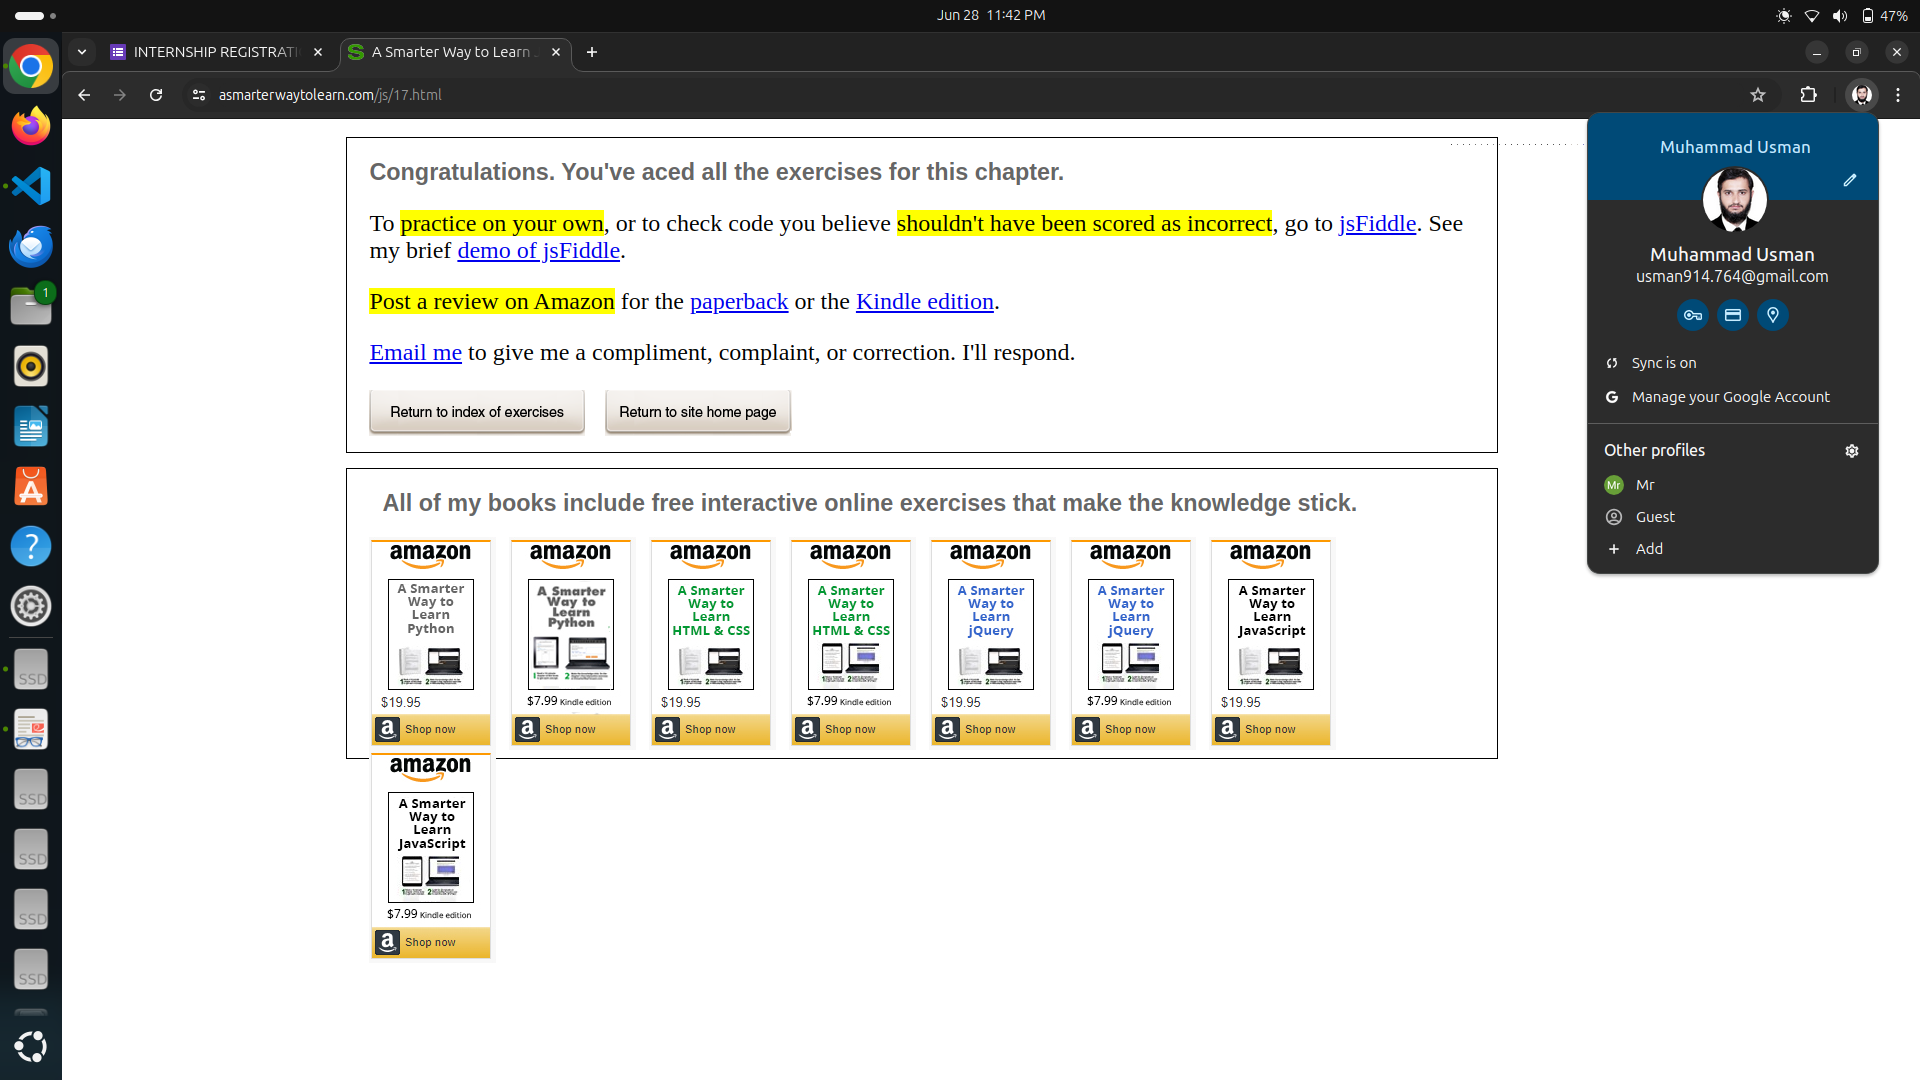 Jun 28 11:42 PM
47%
INTERNSHIP REGISTRATI
A Smarter Way to Learn
asmarterwaytolearn.com/js/17.html
Muhammad Usman
Muhammad Usman
usman914.764@gmail.com
Sync is on
Manage your Google Account
Other profiles
Mr Mr
Guest
Add
Congratulations. You've aced all the exercises for this chapter.
To practice on your own, or to check code you believe shouldn't have been scored as incorrect, go to jsFiddle. See
my brief demo of jsFiddle.
Post a review on Amazon for the paperback or the Kindle edition.
Email me to give me a compliment, complaint, or correction. I'll respond.
Return to index of exercises
Return to site home page
All of my books include free interactive online exercises that make the knowledge stick.
amazon
A Smarter
Way to
Learn
Python
$19.95
Shop now
amazon
A Smarter
Way to
Learn
Python
$7.99 Kindle edition
Shop now
amazon
A Smarter
Way to
Learn
HTML & CSS
$19.95
Shop now
amazon
A Smarter
Way to
Learn
HTML & CSS
$7.99 Kindle edition
Shop now
amazon
A Smarter
Way to
Learn
jQuery
$19.95
Shop now
amazon
A Smarter
Way to
Learn
jQuery
$7.99 Kindle edition
Shop now
amazon
A Smarter
Way to
Learn
JavaScript
$19.95
Shop now
amazon
A Smarter
Way to
Learn
JavaScript
$7.99 Kindle edition
Shop now
1
SSD
SSD
SSD
SSD
SSD